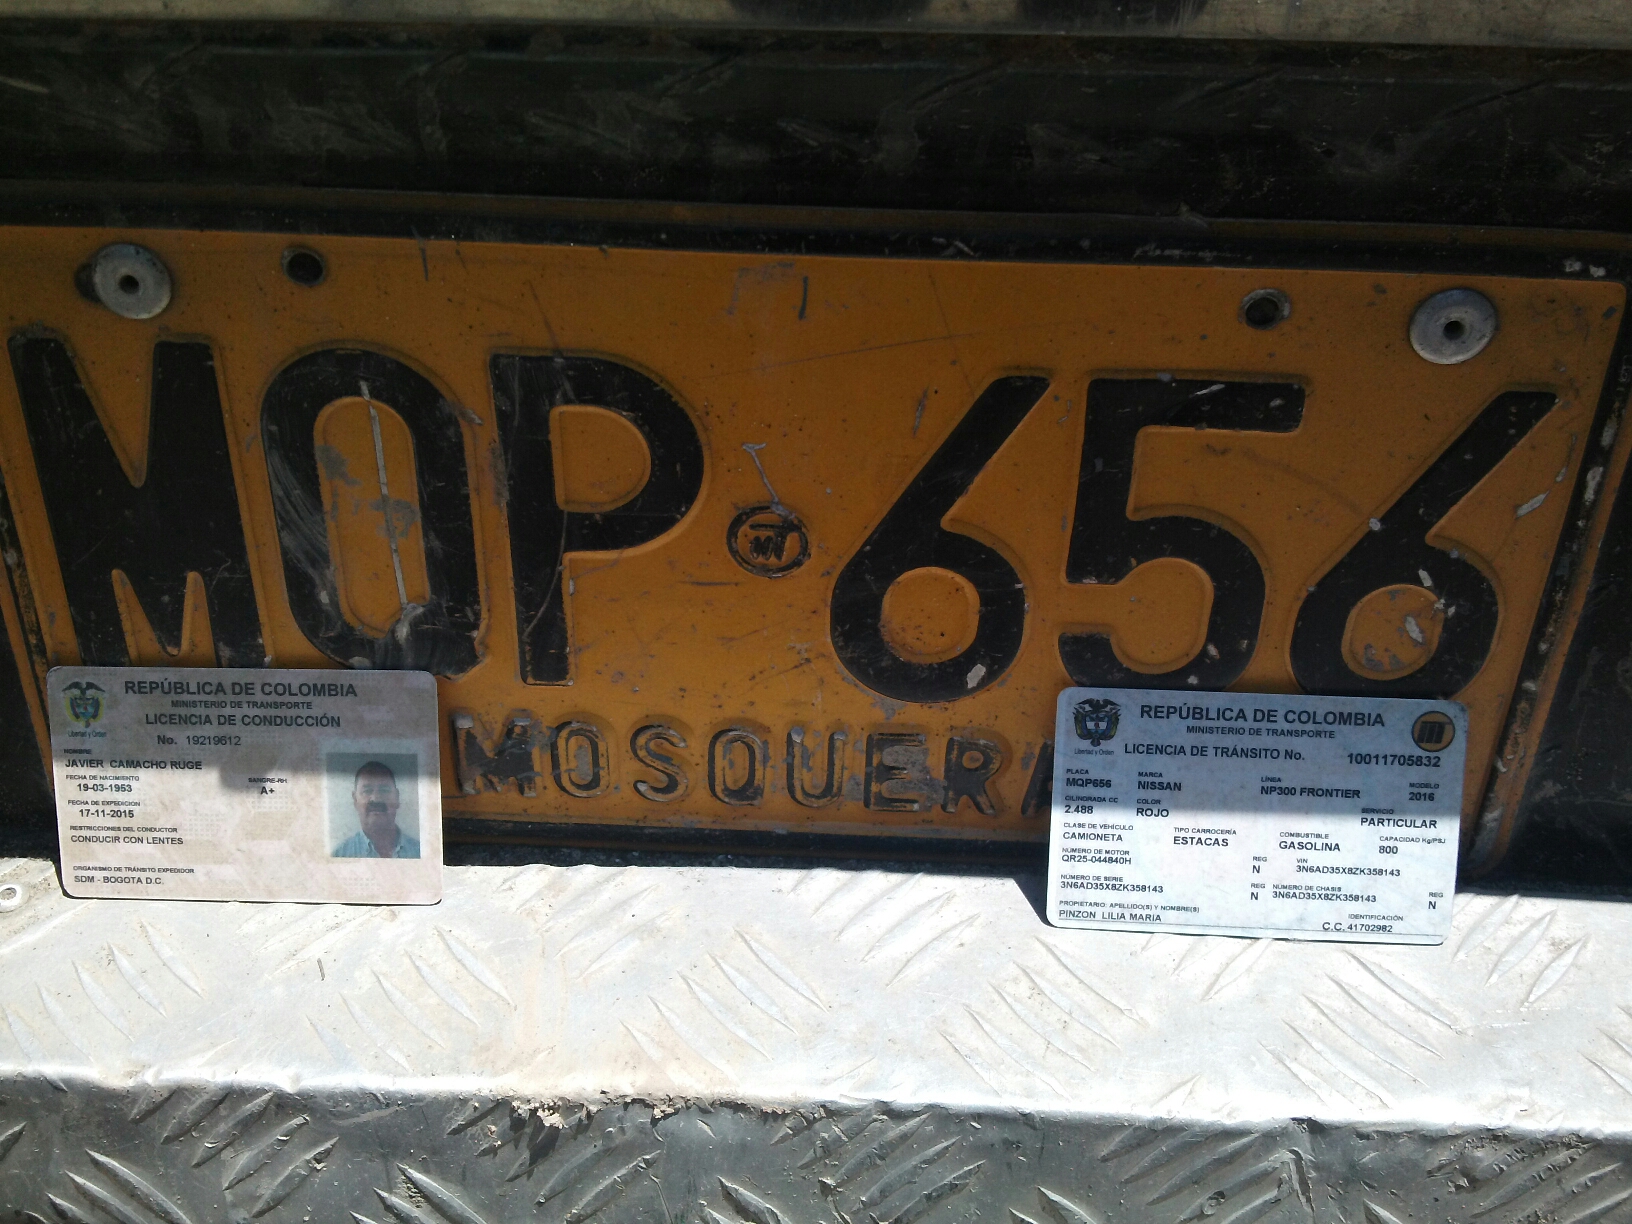 MQP 656
MT
MOSQUERA
REPÚBLICA DE COLOMBIA
MINISTERIO DE TRANSPORTE
LICENCIA DE CONDUCCIÓN
Libertad y Orden
No. 19219612
NOMBRE
JAVIER CAMACHO RUGE
FECHA DE NACIMIENTO SANGRE-RH
19-03-1953 A+
FECHA DE EXPEDICION
17-11-2015
RESTRICCIONES DEL CONDUCTOR
CONDUCIR CON LENTES
ORGANISMO DE TRÁNSITO EXPEDIDOR
SDM - BOGOTA D.C.
REPÚBLICA DE COLOMBIA
MINISTERIO DE TRANSPORTE
Libertad y Orden
LICENCIA DE TRÁNSITO No. 10011705832
PLACA MARCA LÍNEA MODELO
MQP656 NISSAN NP300 FRONTIER 2016
CILINDRADA CC COLOR SERVICIO
2.488 ROJO PARTICULAR
CLASE DE VEHÍCULO TIPO CARROCERÍA COMBUSTIBLE CAPACIDAD Kg/PSJ
CAMIONETA ESTACAS GASOLINA 800
NÚMERO DE MOTOR REG VIN
QR25-044840H N 3N6AD35X8ZK358143
NÚMERO DE SERIE REG NÚMERO DE CHASIS REG
3N6AD35X8ZK358143 N 3N6AD35X8ZK358143 N
PROPIETARIO: APELLIDO(S) Y NOMBRE(S) IDENTIFICACIÓN
PINZON LILIA MARIA C.C. 41702982